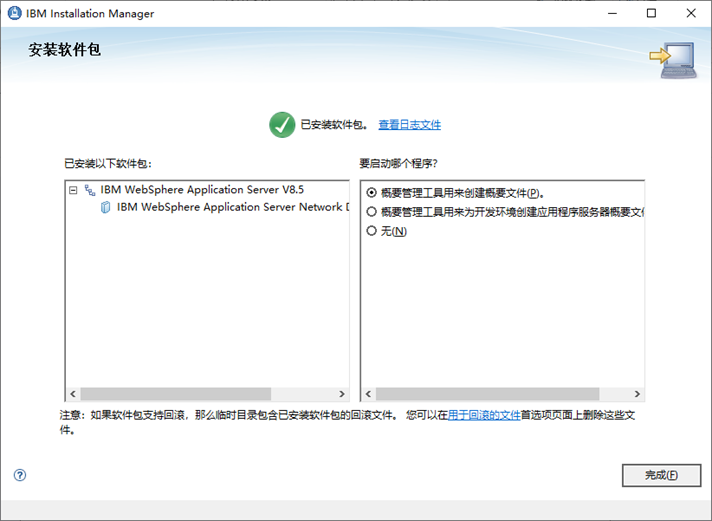 IBM Installation Manager
安装软件包
已安装软件包。 查看日志文件
已安装以下软件包:
要启动哪个程序?
IBM WebSphere Application Server V8.5
IBM WebSphere Application Server Network D
概要管理工具用来创建概要文件(P)。
概要管理工具用来为开发环境创建应用程序服务器概要文件
无(N)
注意: 如果软件包支持回滚，那么临时目录包含已安装软件包的回滚文件。 您可以在用于回滚的文件首选项页面上删除这些文
件。
完成(F)